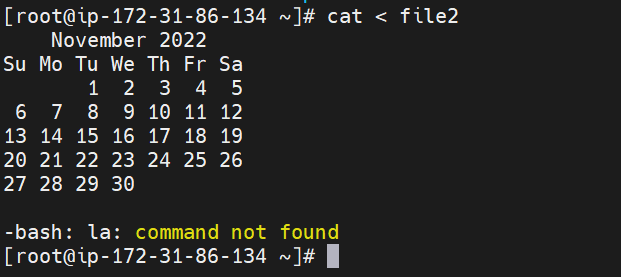 [root@ip-172-31-86-134 ~]# cat < file2
    November 2022
Su Mo Tu We Th Fr Sa
       1  2  3  4  5
 6  7  8  9 10 11 12
13 14 15 16 17 18 19
20 21 22 23 24 25 26
27 28 29 30
-bash: la: command not found
[root@ip-172-31-86-134 ~]#